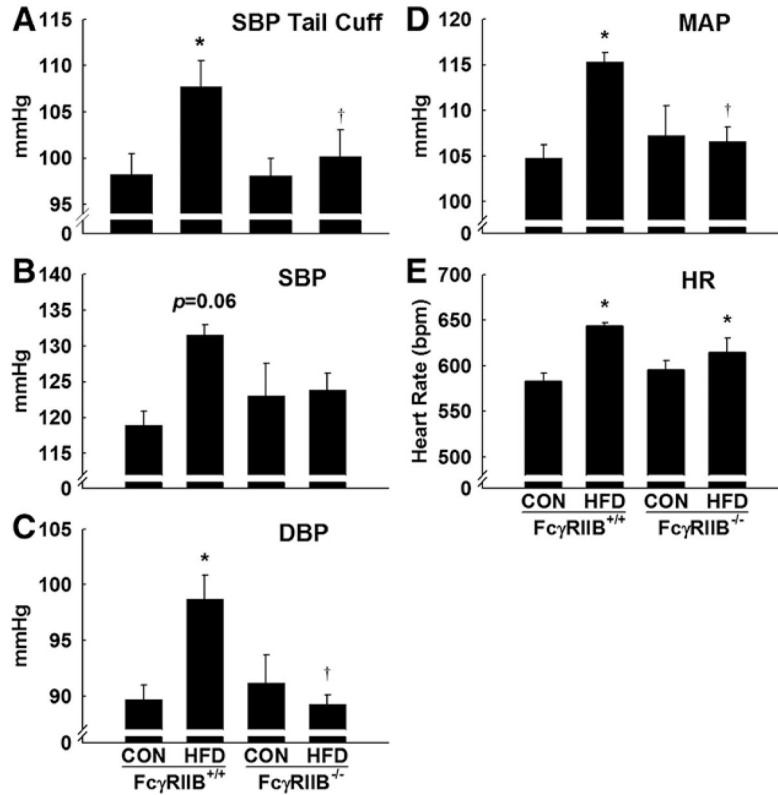 A
SBP Tail Cuff
115
110
105
100
95
0
mmHg
*
†
B
SBP
140
135
130
125
120
115
0
mmHg
p=0.06
C
DBP
105
100
90
0
mmHg
*
†
CON HFD CON HFD
FcγRIIB+/+ FcγRIIB-/-
D
MAP
120
115
110
105
100
0
mmHg
*
†
E
HR
700
650
600
550
500
0
Heart Rate (bpm)
*
*
CON HFD CON HFD
FcγRIIB+/+ FcγRIIB-/-